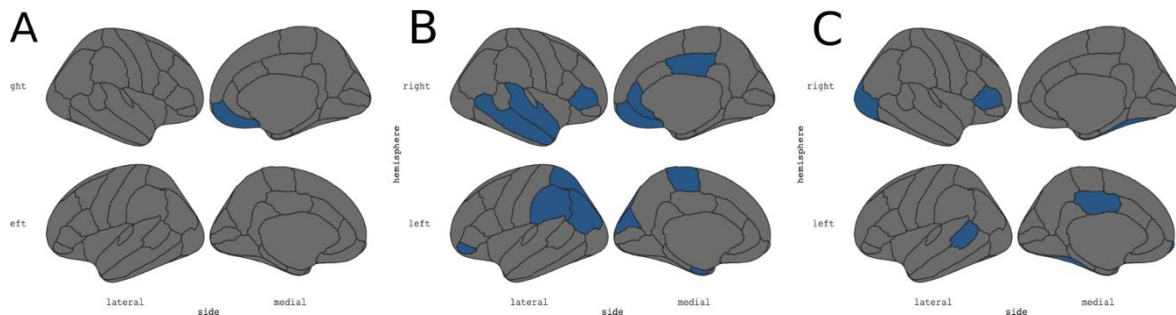 A
B
C
ght
right
right
hemisphere
hemisphere
eft
left
left
lateral
medial
lateral
medial
lateral
medial
side
side
side